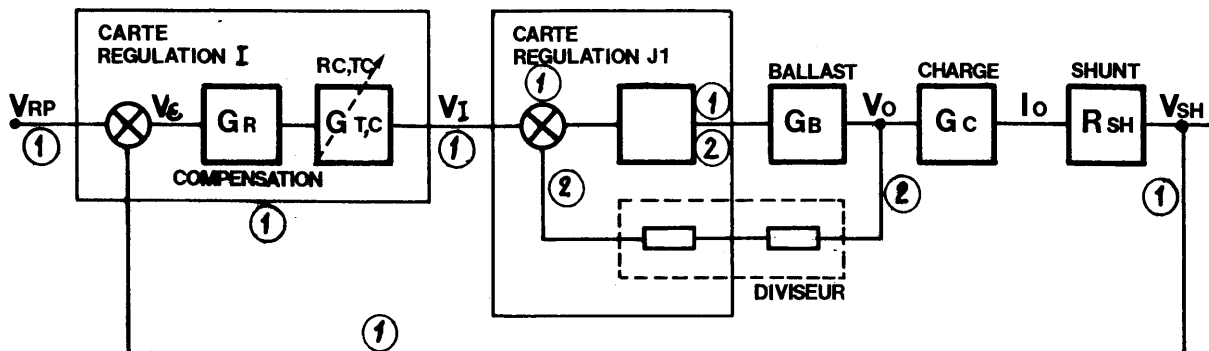 CARTE
REGULATION I
RC,TC
VRP
1
Vε
GR
GT,C
VI
1
COMPENSATION
1
CARTE
REGULATION J1
1
1
2
2
BALLAST
GB
VO
2
CHARGE
GC
IO
SHUNT
RSH
VSH
1
DIVISEUR
1